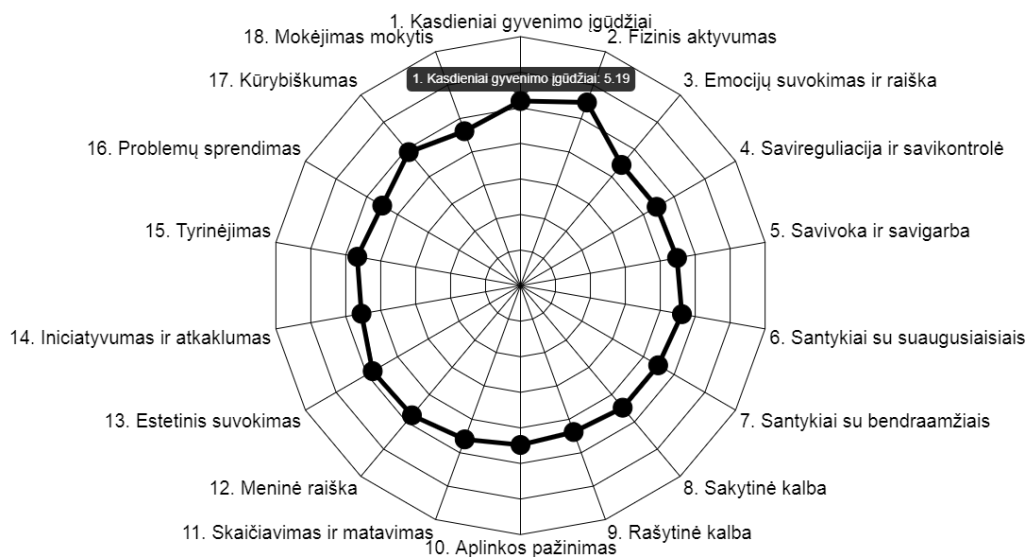 1. Kasdieniai gyvenimo įgūdžiai
2. Fizinis aktyvumas
3. Emocijų suvokimas ir raiška
4. Savireguliacija ir savikontrolė
5. Savivoka ir savigarba
6. Santykiai su suaugusiaisiais
7. Santykiai su bendraamžiais
8. Sakytinė kalba
9. Rašytinė kalba
10. Aplinkos pažinimas
11. Skaičiavimas ir matavimas
12. Meninė raiška
13. Estetinis suvokimas
14. Iniciatyvumas ir atkaklumas
15. Tyrinėjimas
16. Problemų sprendimas
17. Kūrybiškumas
18. Mokėjimas mokytis
1. Kasdieniai gyvenimo įgūdžiai: 5.19